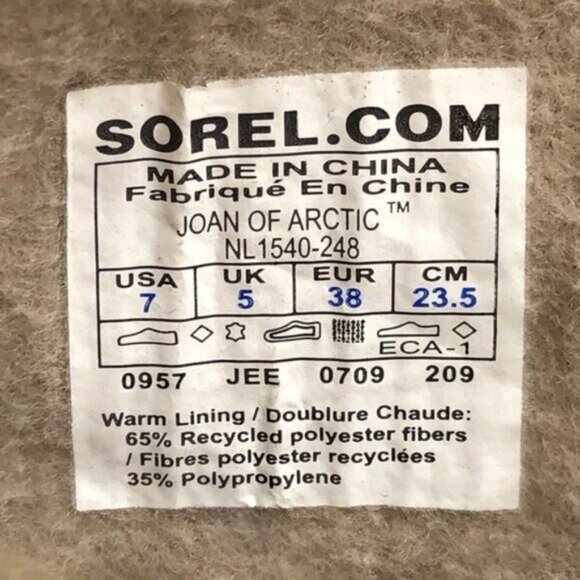 SOREL.COM
MADE IN CHINA
Fabriqué En Chine
JOAN OF ARCTIC™
NL1540-248
USA UK EUR CM
7 5 38 23.5
ECA-1
0957 JEE 0709 209
Warm Lining / Doublure Chaude:
65% Recycled polyester fibers
/ Fibres polyester recyclées
35% Polypropylene